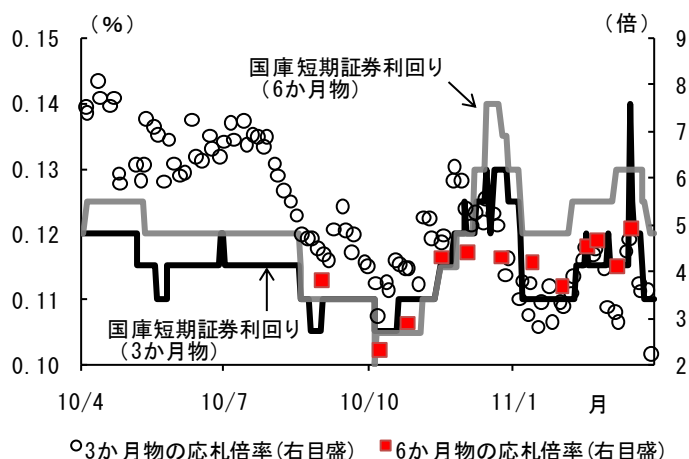 （％）
（倍）
0.15
0.14
0.13
0.12
0.11
0.10
9
8
7
6
5
4
3
2
国庫短期証券利回り
（6か月物）
国庫短期証券利回り
（3か月物）
10/4
10/7
10/10
11/1
月
3か月物の応札倍率(右目盛)
6か月物の応札倍率(右目盛)